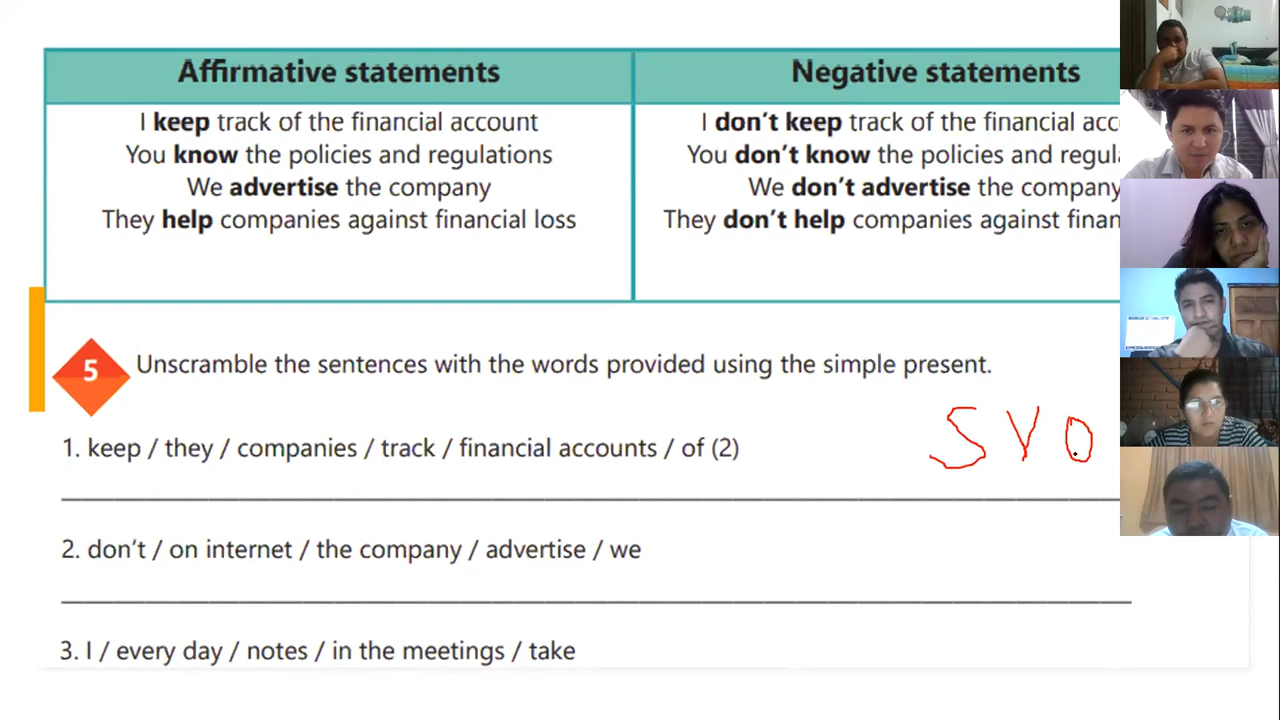 Affirmative statements
Negative statements
I keep track of the financial account
You know the policies and regulations
We advertise the company
They help companies against financial loss
I don't keep track of the financial acc
You don't know the policies and regul
We don't advertise the company
They don't help companies against finan
5
Unscramble the sentences with the words provided using the simple present.
1. keep / they / companies / track / financial accounts / of (2)
S V O
2. don't / on internet / the company / advertise / we
3. I / every day / notes / in the meetings / take